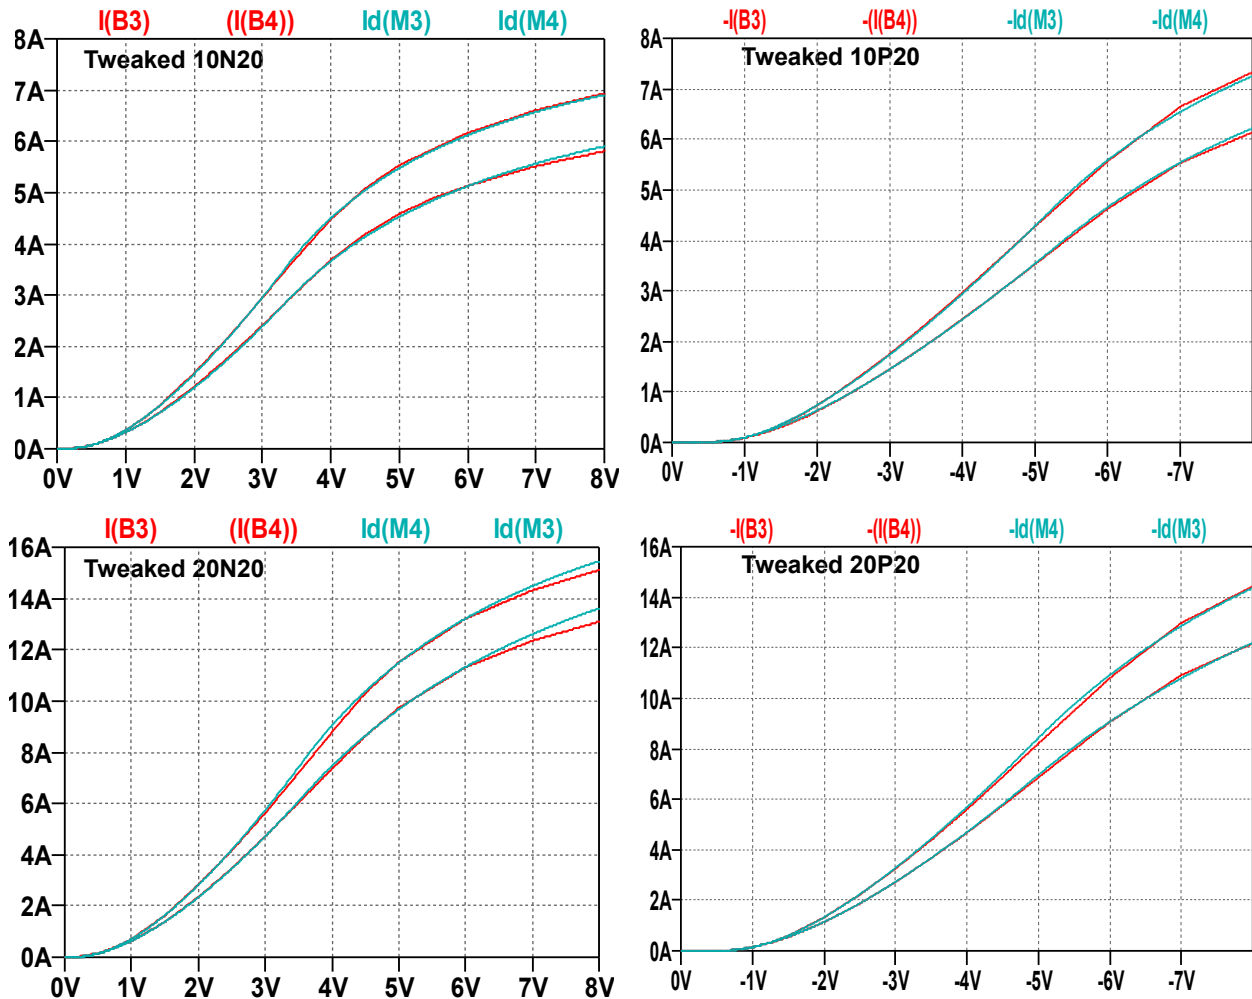 I(B3) (I(B4)) Id(M3) Id(M4)
8A
Tweaked 10N20
7A
6A
5A
4A
3A
2A
1A
0A
0V 1V 2V 3V 4V 5V 6V 7V 8V
-I(B3) -(I(B4)) -Id(M3) -Id(M4)
8A
Tweaked 10P20
7A
6A
5A
4A
3A
2A
1A
0A
0V -1V -2V -3V -4V -5V -6V -7V
I(B3) (I(B4)) Id(M4) Id(M3)
16A
Tweaked 20N20
14A
12A
10A
8A
6A
4A
2A
0A
0V 1V 2V 3V 4V 5V 6V 7V 8V
-I(B3) -(I(B4)) -Id(M4) -Id(M3)
16A
Tweaked 20P20
14A
12A
10A
8A
6A
4A
2A
0A
0V -1V -2V -3V -4V -5V -6V -7V